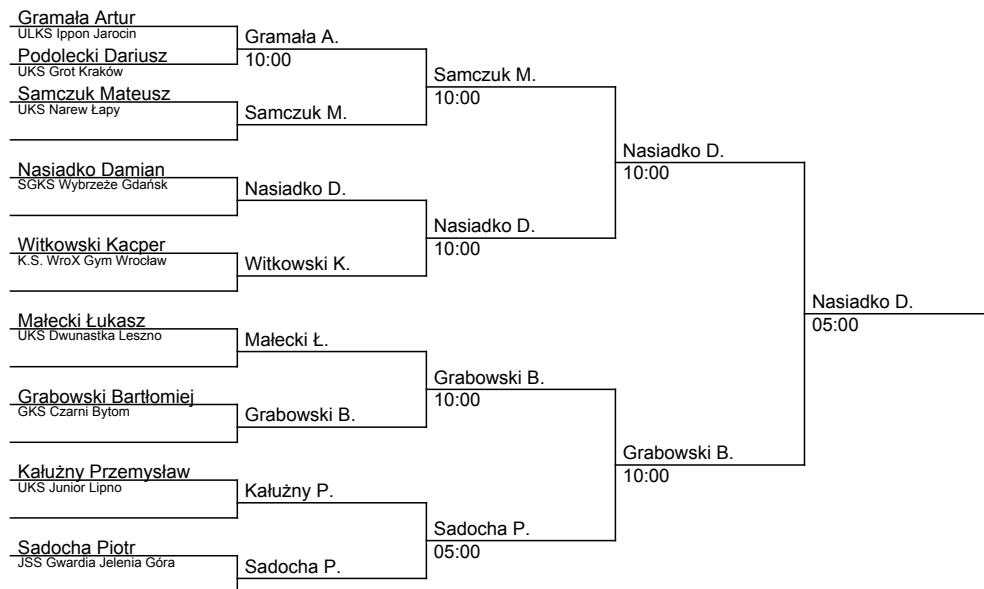 Gramała Artur
ULKS Ippon Jarocin
Podolecki Dariusz
UKS Grot Kraków
Samczuk Mateusz
UKS Narew Łapy
Nasiadko Damian
SGKS Wybrzeże Gdańsk
Witkowski Kacper
K.S. WroX Gym Wrocław
Małecki Łukasz
UKS Dwunastka Leszno
Grabowski Bartłomiej
GKS Czarni Bytom
Kałużny Przemysław
UKS Junior Lipno
Sadocha Piotr
JSS Gwardia Jelenia Góra
Gramała A.
10:00
Samczuk M.
Nasiadko D.
Witkowski K.
Małecki Ł.
Grabowski B.
Kałużny P.
Sadocha P.
Samczuk M.
10:00
Nasiadko D.
10:00
Grabowski B.
10:00
Sadocha P.
05:00
Nasiadko D.
10:00
Grabowski B.
10:00
Nasiadko D.
05:00